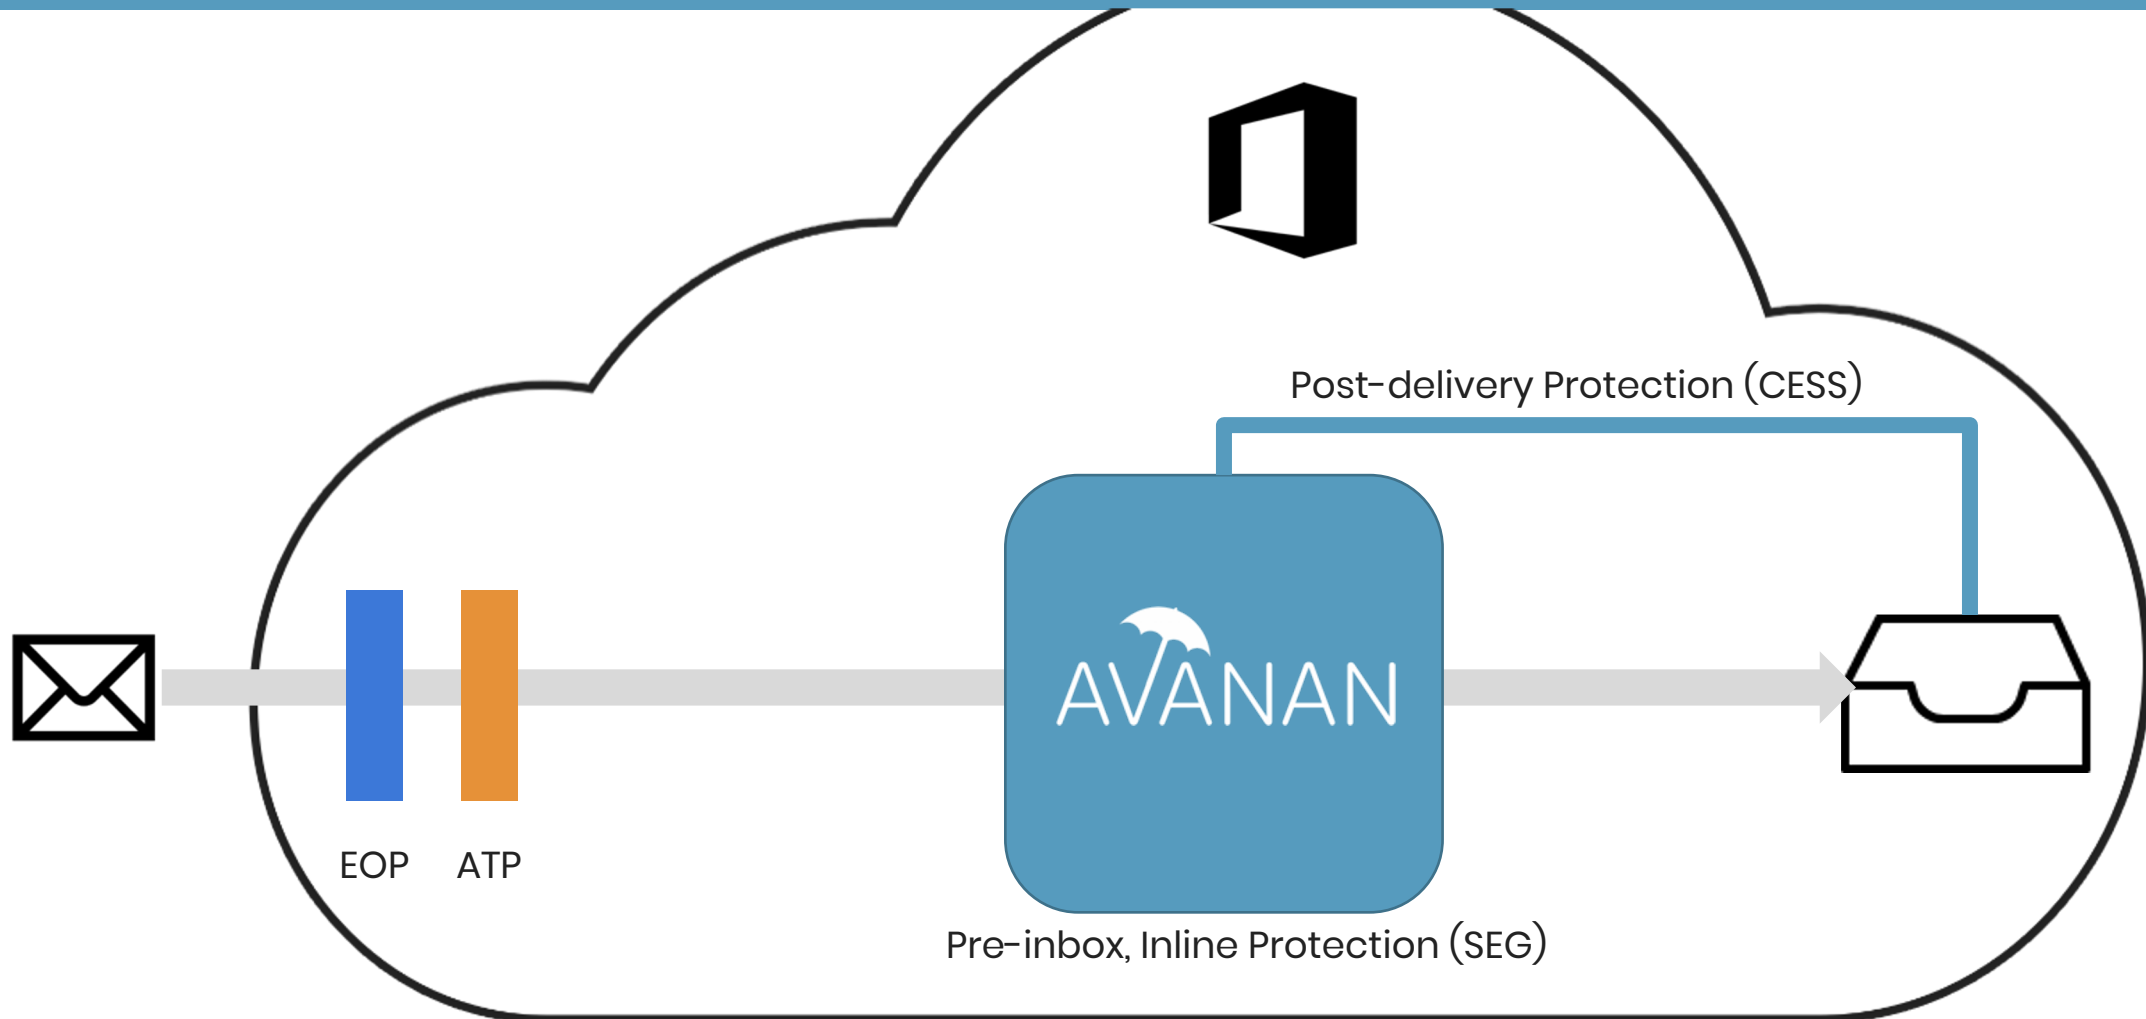 Post-delivery Protection (CESS)
AVANAN
EOP
ATP
Pre-inbox, Inline Protection (SEG)